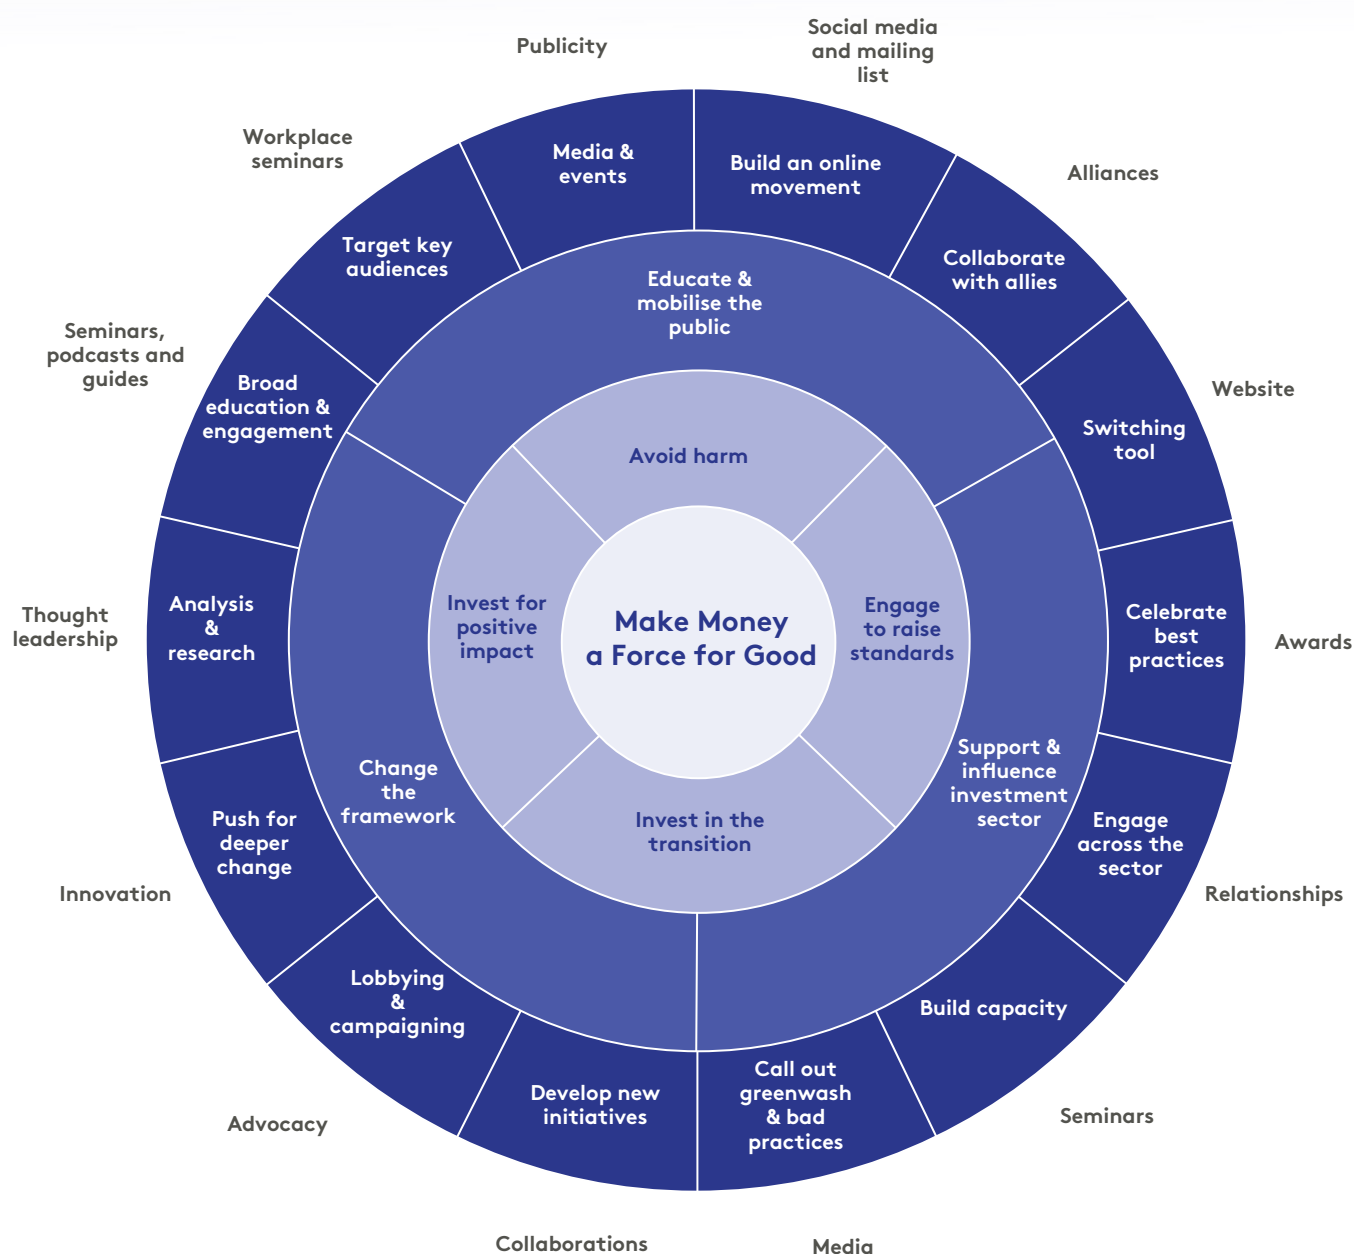 Social media
and mailing
list
Publicity
Workplace
seminars
Alliances
Seminars,
podcasts and
guides
Website
Thought
leadership
Awards
Innovation
Relationships
Advocacy
Seminars
Collaborations
Media
Media &
events
Build an online
movement
Target key
audiences
Collaborate
with allies
Broad
education &
engagement
Switching
tool
Analysis
&
research
Celebrate
best
practices
Push for
deeper
change
Engage
across the
sector
Lobbying
&
campaigning
Build capacity
Develop new
initiatives
Call out
greenwash
& bad
practices
Educate &
mobilise the
public
Change
the
framework
Support &
influence
investment
sector
Avoid harm
Invest for
positive
impact
Engage
to raise
standards
Invest in the
transition
Make Money
a Force for Good